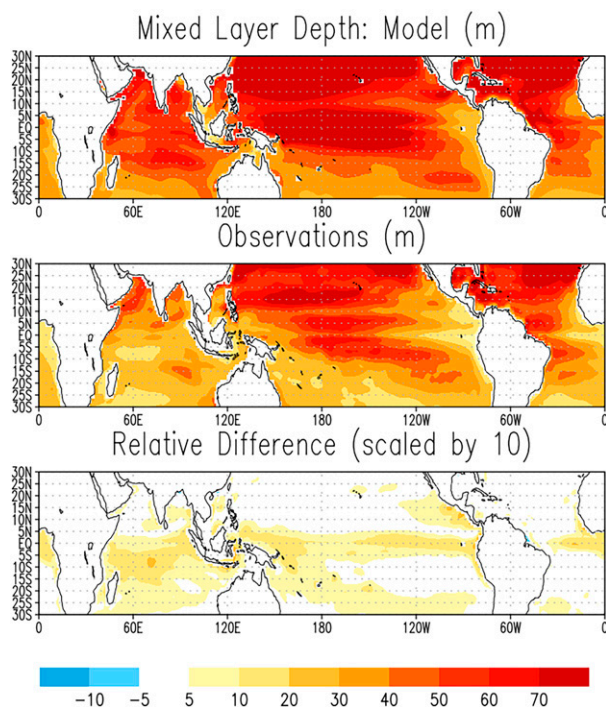 Mixed Layer Depth: Model (m)
30N
25N
20N
15N
10N
5N
EQ
5S
10S
15S
20S
25S
30S
0 60E 120E 180 120W 60W 0
Observations (m)
30N
25N
20N
15N
10N
5N
EQ
5S
10S
15S
20S
25S
30S
0 60E 120E 180 120W 60W 0
Relative Difference (scaled by 10)
30N
25N
20N
15N
10N
5N
EQ
5S
10S
15S
20S
25S
30S
0 60E 120E 180 120W 60W 0
-10 -5 5 10 20 30 40 50 60 70